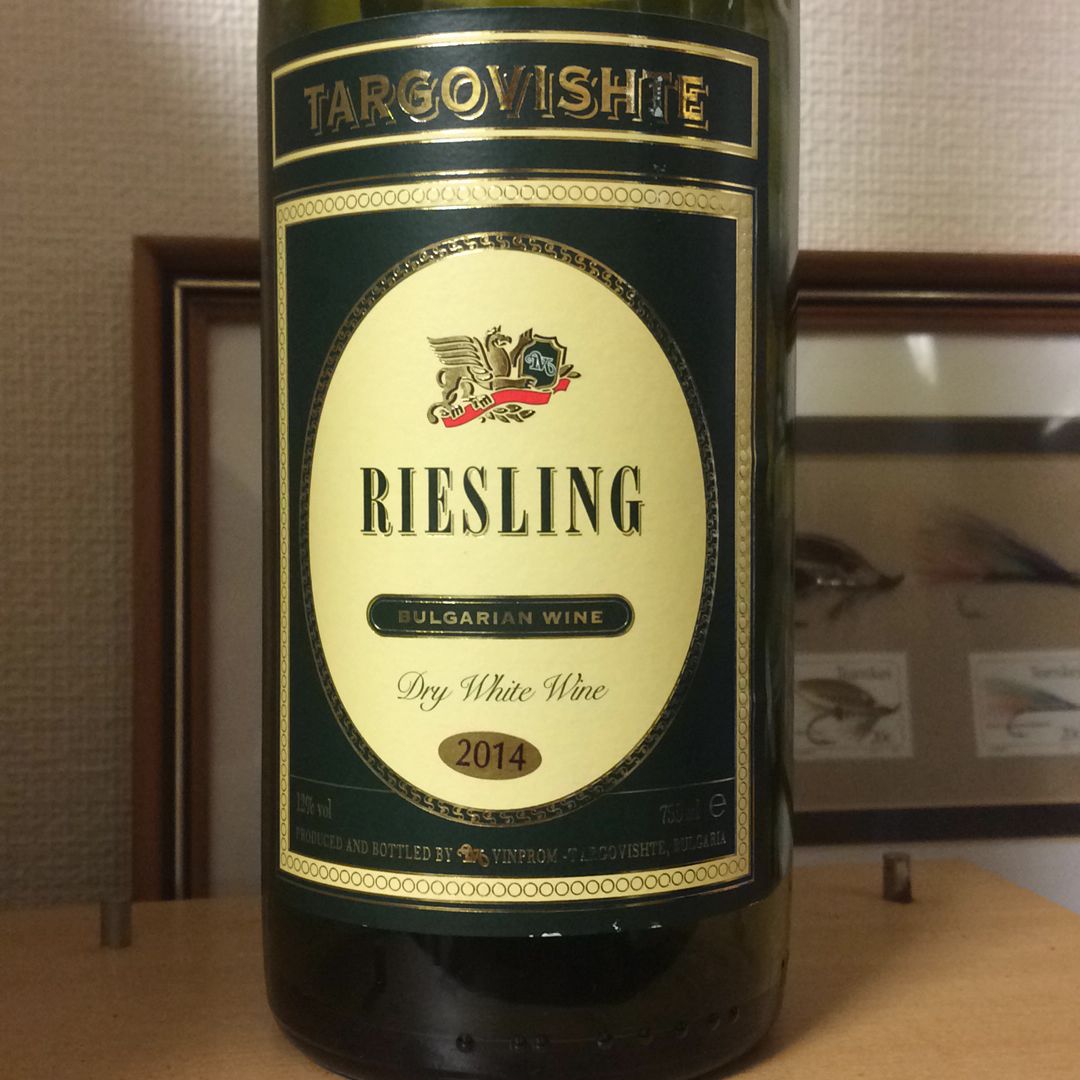 TARGOVISHTE
RIESLING
BULGARIAN WINE
Dry White Wine
2014
12% vol
750 ml e
PRODUCED AND BOTTLED BY VINPROM - TARGOVISHTE, BULGARIA